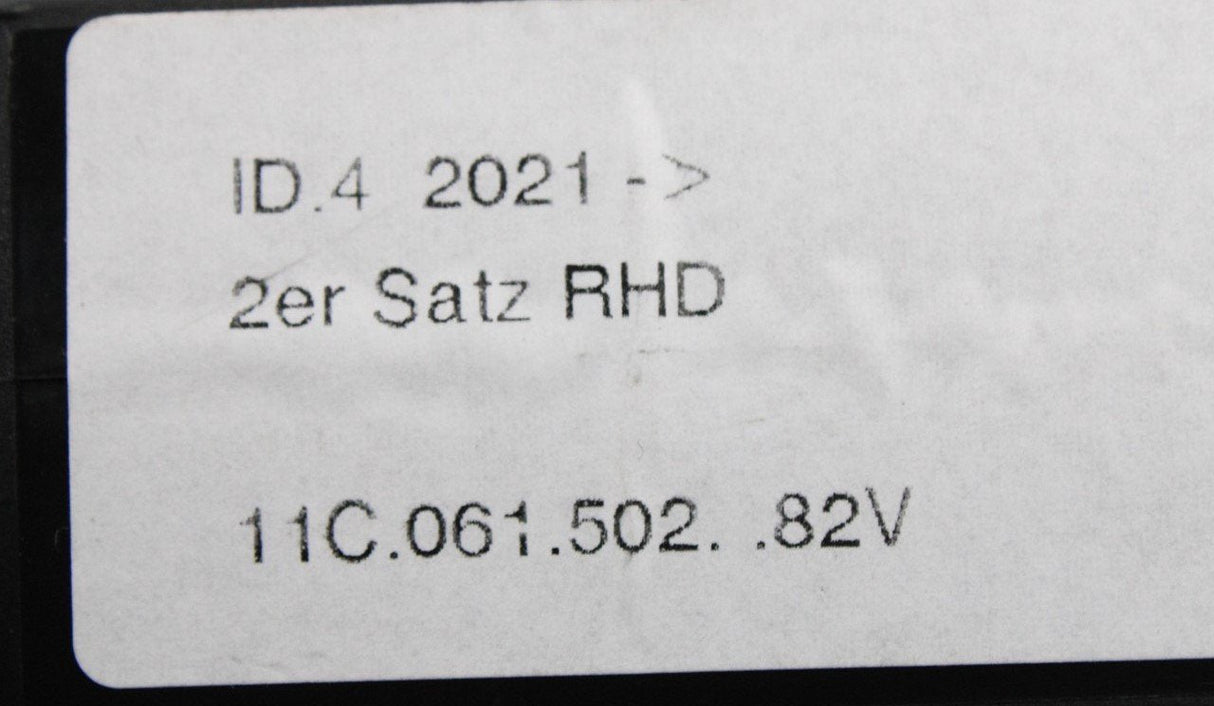 ID.4 2021 ->
2er Satz RHD
11C.061.502. .82V